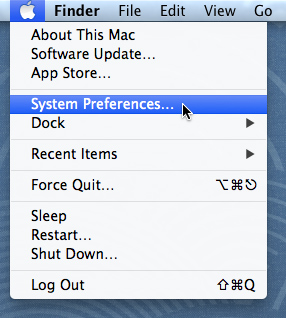 Finder File Edit View Go
About This Mac
Software Update…
App Store…
System Preferences…
Dock
Recent Items
Force Quit… ⌥⌘⎋
Sleep
Restart…
Shut Down…
Log Out ⇧⌘Q